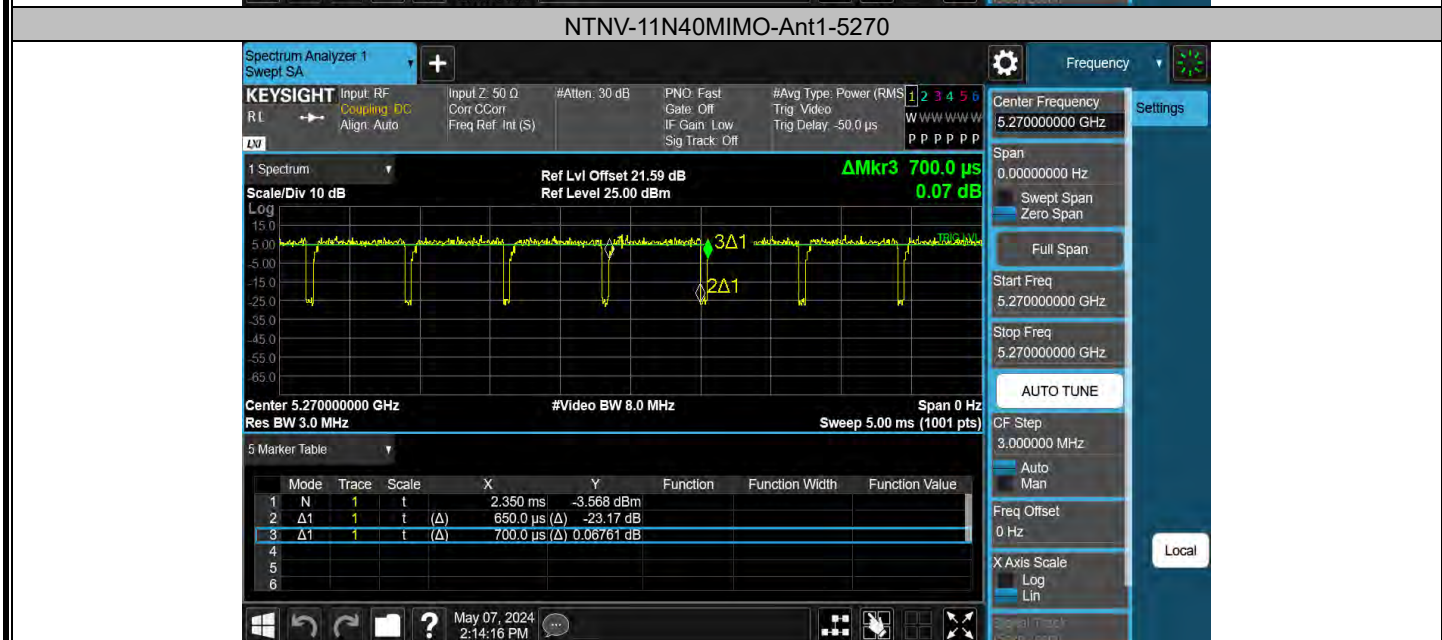 NTNV-11N40MIMO-Ant1-5270
Spectrum Analyzer 1
Swept SA
Frequency
KEYSIGHT
RL
LXI
Input: RF
Coupling: DC
Align: Auto
Input Z: 50 Ω
Corr CCorr
Freq Ref: Int (S)
#Atten: 30 dB
PNO: Fast
Gate: Off
IF Gain: Low
Sig Track: Off
#Avg Type: Power (RMS
Trig: Video
Trig Delay: -50.0 µs
1 2 3 4 5 6
W W W W W W
P P P P P P
Center Frequency
5.270000000 GHz
Settings
Span
0.00000000 Hz
Swept Span
Zero Span
Full Span
Start Freq
5.270000000 GHz
Stop Freq
5.270000000 GHz
AUTO TUNE
CF Step
3.000000 MHz
Auto
Man
Freq Offset
0 Hz
X Axis Scale
Log
Lin
Signal Track
Local
1 Spectrum
Scale/Div 10 dB
Log
Ref Lvl Offset 21.59 dB
Ref Level 25.00 dBm
ΔMkr3 700.0 µs
0.07 dB
15.0
5.00
-5.00
-15.0
-25.0
-35.0
-45.0
-55.0
-65.0
1
3Δ1
2Δ1
TRIG LVL
Center 5.270000000 GHz
#Video BW 8.0 MHz
Span 0 Hz
Res BW 3.0 MHz
Sweep 5.00 ms (1001 pts)
5 Marker Table
Mode Trace Scale X Y Function Function Width Function Value
1 N 1 t 2.350 ms -3.568 dBm
2 Δ1 1 t (Δ) 650.0 µs (Δ) -23.17 dB
3 Δ1 1 t (Δ) 700.0 µs (Δ) 0.06761 dB
4
5
6
?
May 07, 2024
2:14:16 PM